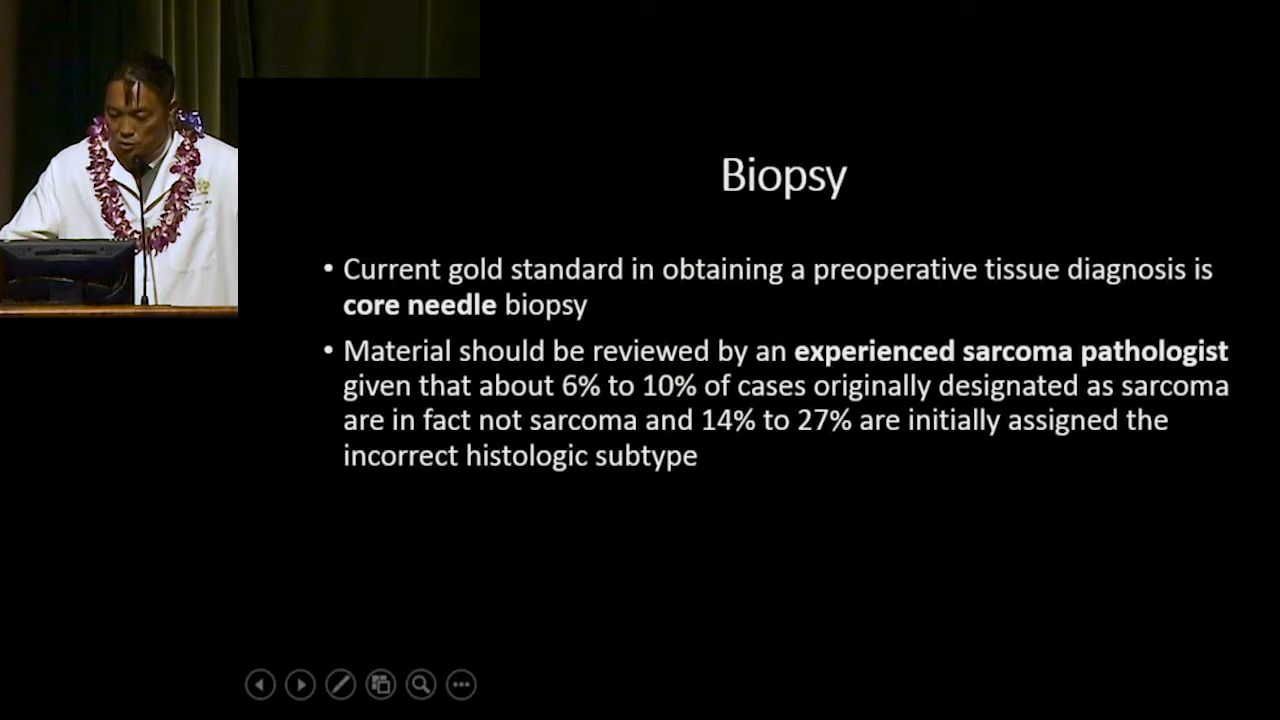 Biopsy
• Current gold standard in obtaining a preoperative tissue diagnosis is
core needle biopsy
• Material should be reviewed by an experienced sarcoma pathologist
given that about 6% to 10% of cases originally designated as sarcoma
are in fact not sarcoma and 14% to 27% are initially assigned the
incorrect histologic subtype